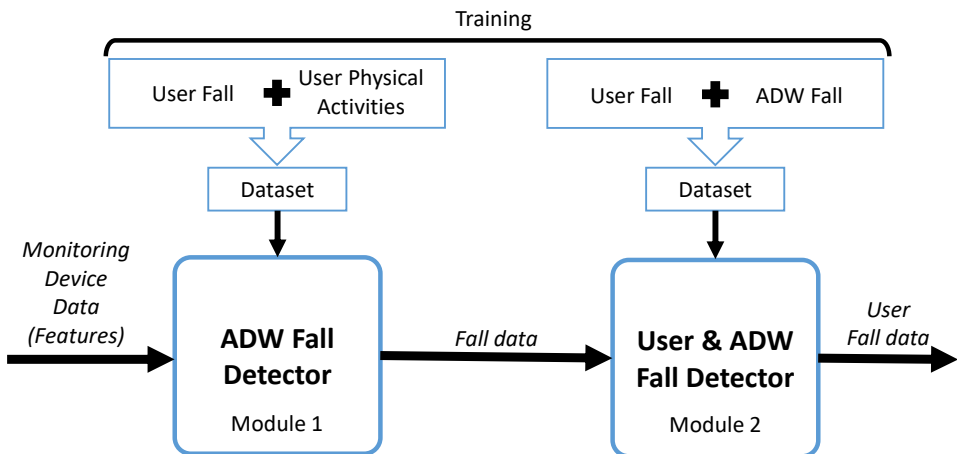 Training
User Fall
User Physical
Activities
User Fall
ADW Fall
Dataset
Dataset
Monitoring
Device
Data
(Features)
ADW Fall
Detector
Module 1
Fall data
User & ADW
Fall Detector
Module 2
User
Fall data